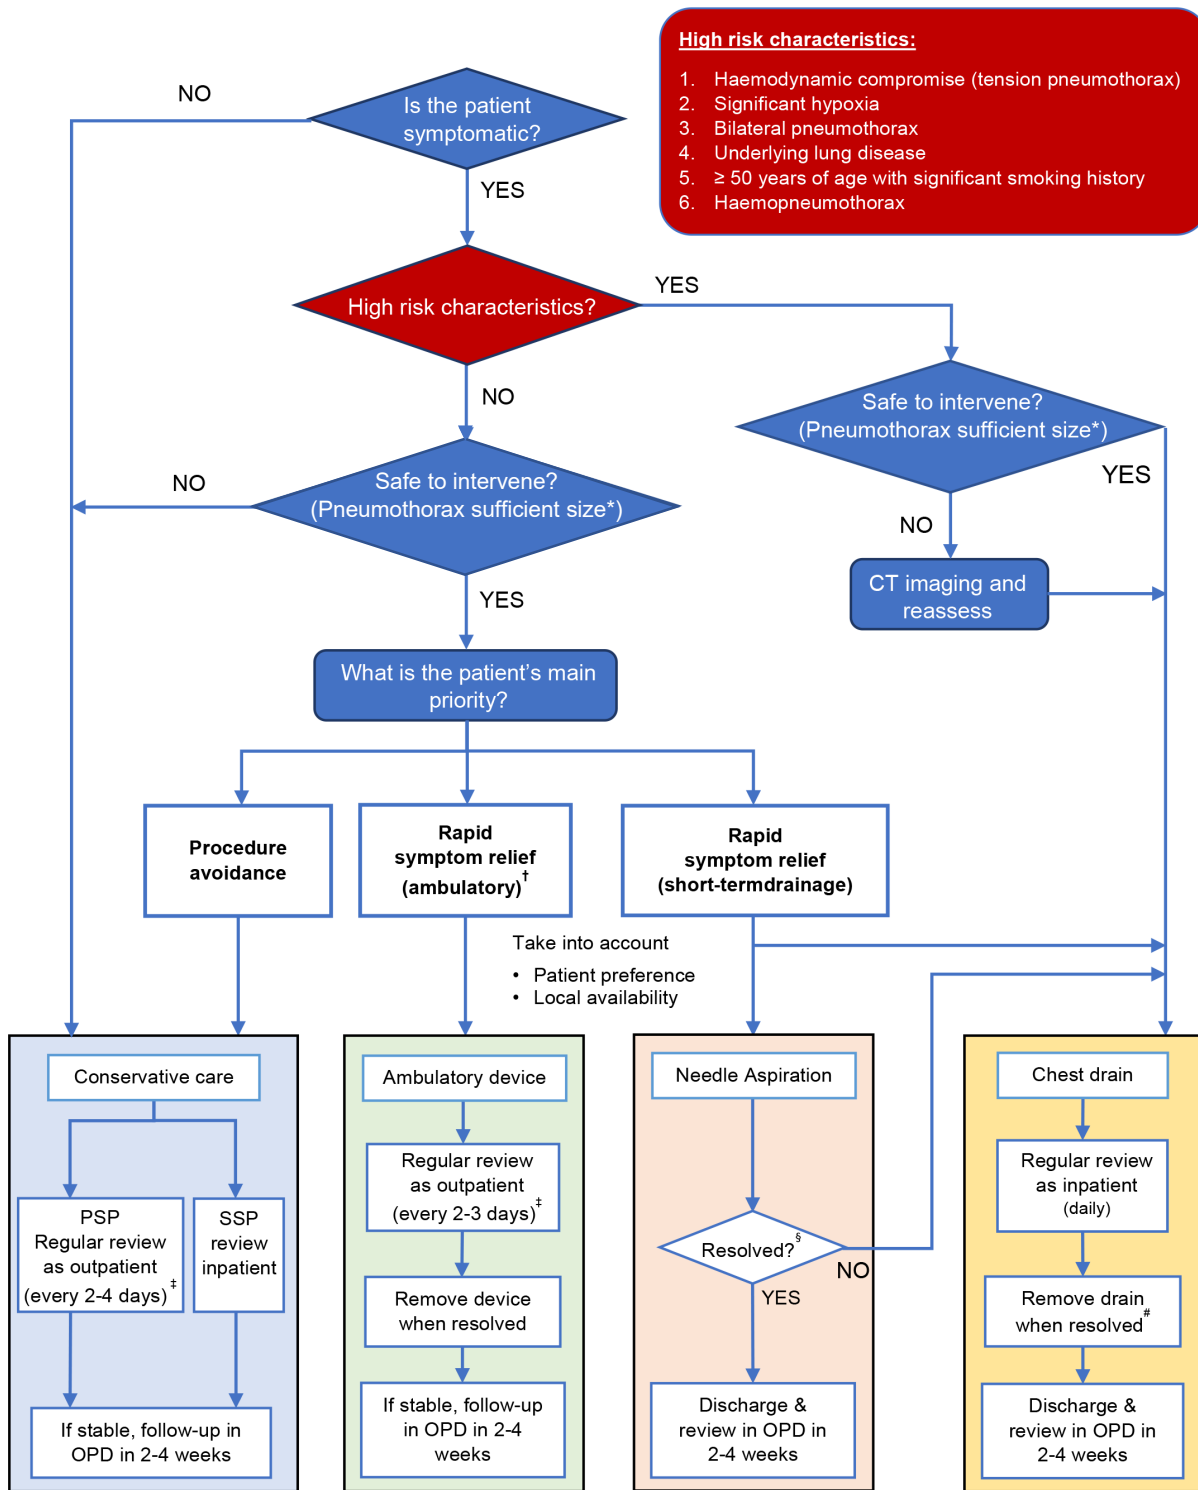 High risk characteristics:
1. Haemodynamic compromise (tension pneumothorax)
2. Significant hypoxia
3. Bilateral pneumothorax
4. Underlying lung disease
5. ≥ 50 years of age with significant smoking history
6. Haemopneumothorax
Is the patient
symptomatic?
NO
YES
High risk characteristics?
YES
NO
Safe to intervene?
(Pneumothorax sufficient size*)
YES
NO
CT imaging and
reassess
Safe to intervene?
(Pneumothorax sufficient size*)
NO
YES
What is the patient’s main
priority?
Procedure
avoidance
Rapid
symptom relief
(ambulatory)†
Rapid
symptom relief
(short-termdrainage)
Take into account
• Patient preference
• Local availability
Conservative care
PSP
Regular review
as outpatient
(every 2-4 days)‡
SSP
review
inpatient
If stable, follow-up in
OPD in 2-4 weeks
Ambulatory device
Regular review
as outpatient
(every 2-3 days)‡
Remove device
when resolved
If stable, follow-up
in OPD in 2-4
weeks
Needle Aspiration
Resolved?§
NO
YES
Discharge &
review in OPD in
2-4 weeks
Chest drain
Regular review
as inpatient
(daily)
Remove drain
when resolved#
Discharge &
review in OPD in
2-4 weeks